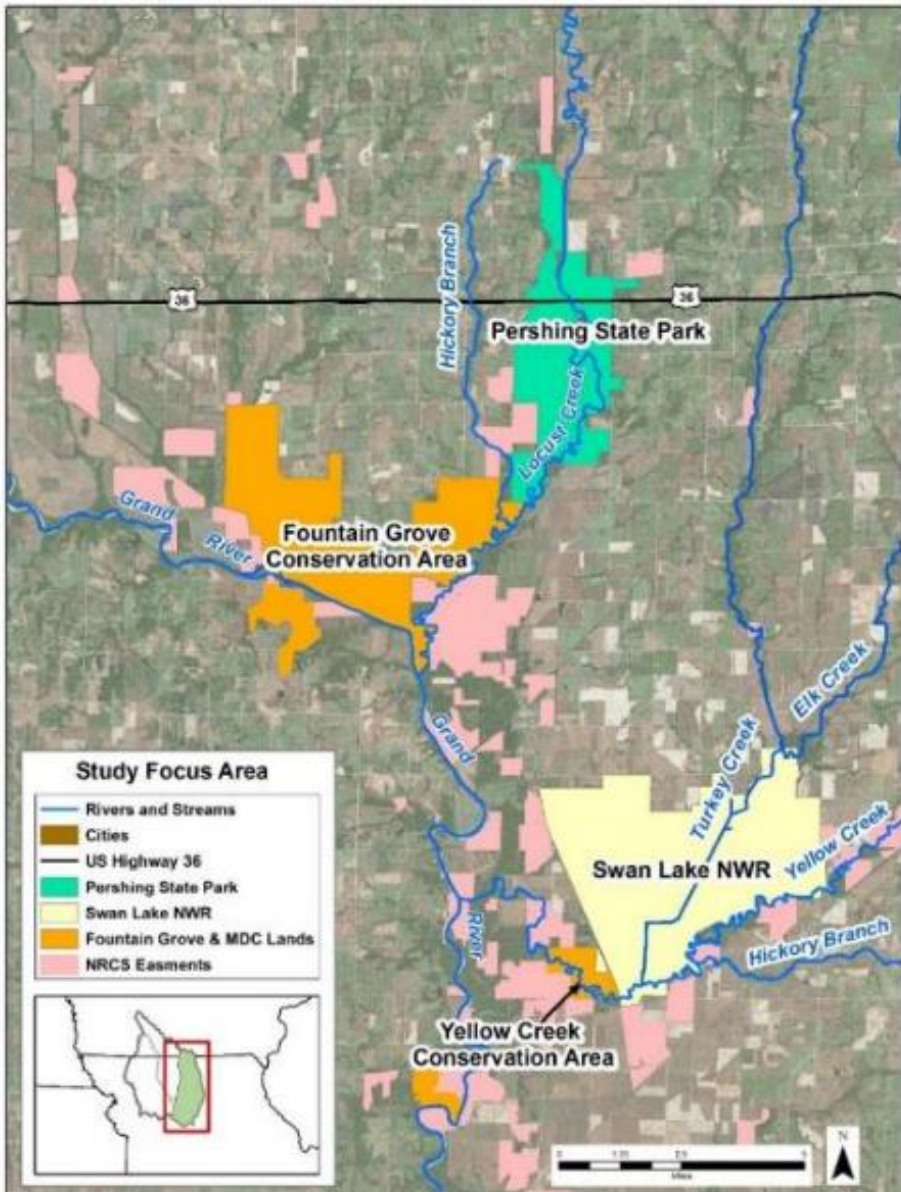 Hickory Branch
36
36
Pershing State Park
Locust Creek
Grand
River
Fountain Grove
Conservation Area
Grand
Elk Creek
Turkey Creek
Yellow Creek
Swan Lake NWR
River
Hickory Branch
Yellow Creek
Conservation Area
Study Focus Area
Rivers and Streams
Cities
US Highway 36
Pershing State Park
Swan Lake NWR
Fountain Grove & MDC Lands
NRCS Easments
0
Miles
N